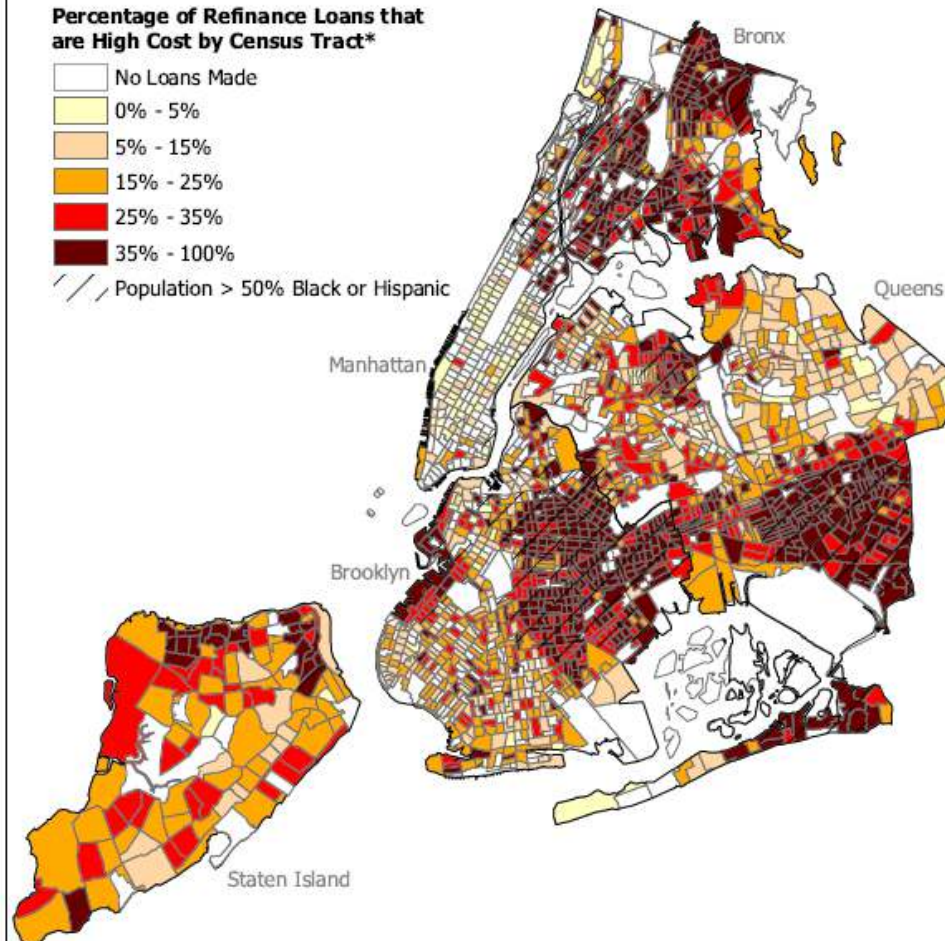 Percentage of Refinance Loans that
are High Cost by Census Tract*
No Loans Made
0% - 5%
5% - 15%
15% - 25%
25% - 35%
35% - 100%
Population > 50% Black or Hispanic
Bronx
Queens
Manhattan
Brooklyn
Staten Island